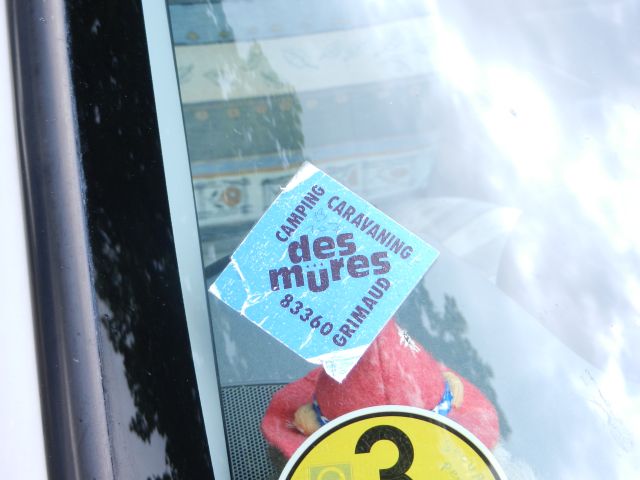 CAMPING
CARAVANING
des
mûres
83360
GRIMAUD
3